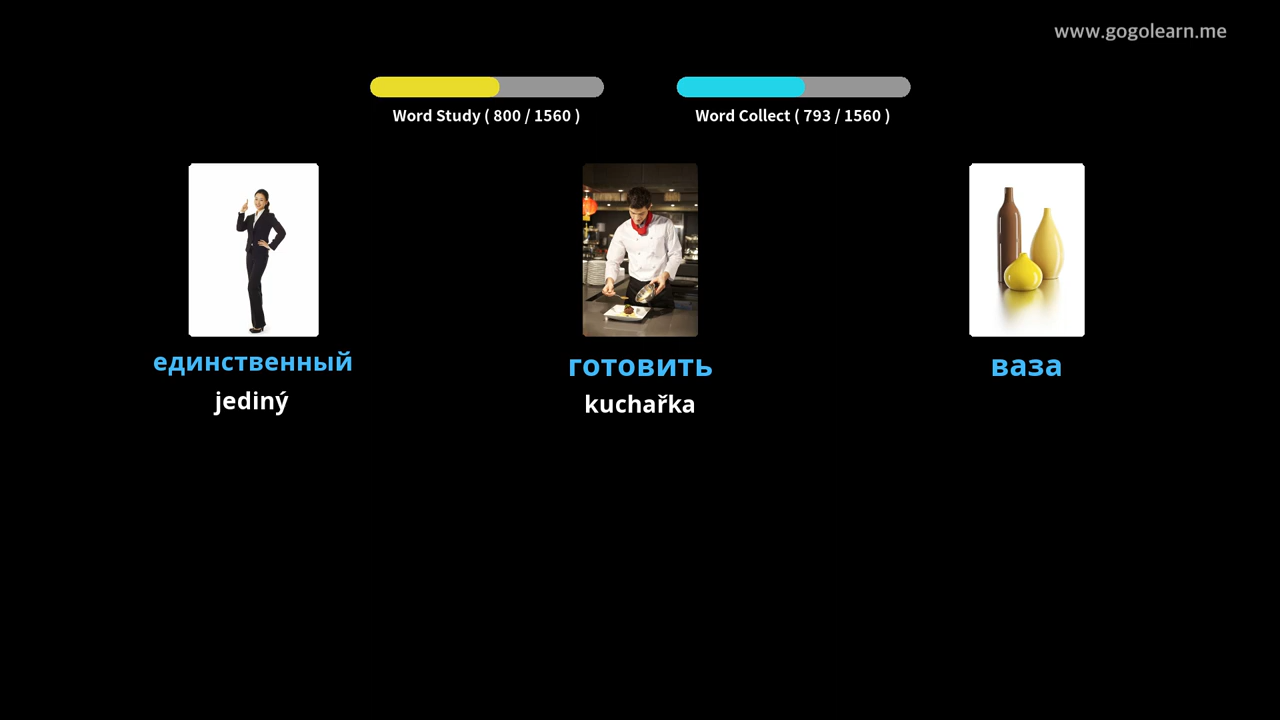 www.gogolearn.me
Word Study ( 800 / 1560 )
Word Collect ( 793 / 1560 )
единственный
jediný
готовить
kuchařka
ваза